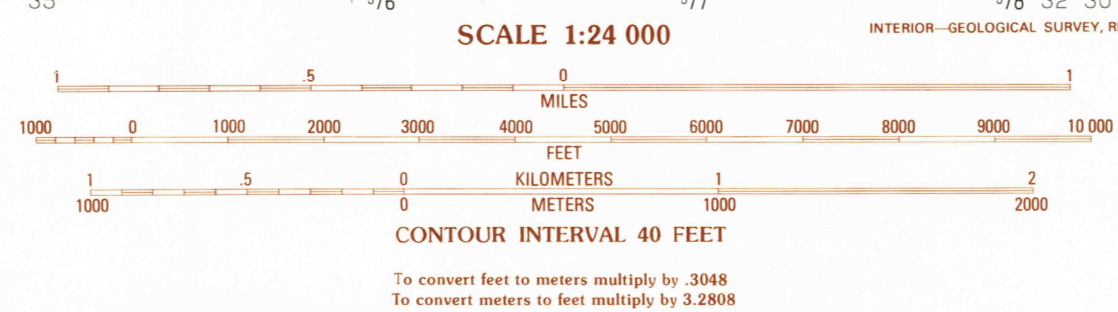 SCALE 1:24 000
INTERIOR—GEOLOGICAL SURVEY,
1 .5 0 1
MILES
1000 0 1000 2000 3000 4000 5000 6000 7000 8000 9000 10 000
FEET
1 .5 0 KILOMETERS 1 2
1000 0 METERS 1000 2000
CONTOUR INTERVAL 40 FEET
To convert feet to meters multiply by .3048
To convert meters to feet multiply by 3.2808